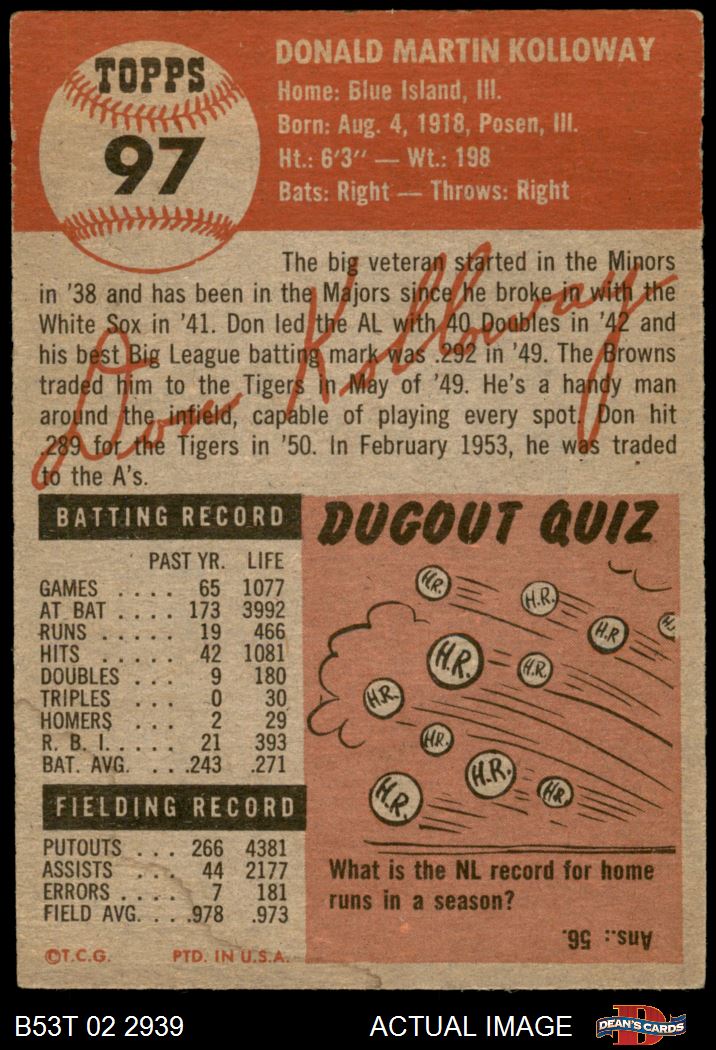 TOPPS
97
DONALD MARTIN KOLLOWAY
Home: Blue Island, Ill.
Born: Aug. 4, 1918, Posen, Ill.
Ht.: 6'3" — Wt.: 198
Bats: Right — Throws: Right
The big veteran started in the Minors
in '38 and has been in the Majors since he broke in with the
White Sox in '41. Don led the AL with 40 Doubles in '42 and
his best Big League batting mark was .292 in '49. The Browns
traded him to the Tigers in May of '49. He's a handy man
around the infield, capable of playing every spot. Don hit
.289 for the Tigers in '50. In February 1953, he was traded
to the A's.
Don Kolloway
BATTING RECORD
PAST YR. LIFE
GAMES .... 65 1077
AT BAT .... 173 3992
RUNS ..... 19 466
HITS ..... 42 1081
DOUBLES ... 9 180
TRIPLES ... 0 30
HOMERS ... 2 29
R. B. I. .... 21 393
BAT. AVG. ... .243 .271
FIELDING RECORD
PUTOUTS ... 266 4381
ASSISTS ... 44 2177
ERRORS .... 7 181
FIELD AVG. ... .978 .973
©T.C.G. PTD. IN U.S.A.
DUGOUT QUIZ
H.R.
H.R.
H.R.
H.
H.R.
H.R.
H.R.
H.R.
H.R.
H.R.
H.R.
What is the NL record for home
runs in a season?
Ans.: 56.
B53T 02 2939 ACTUAL IMAGE DEAN'S CARDS